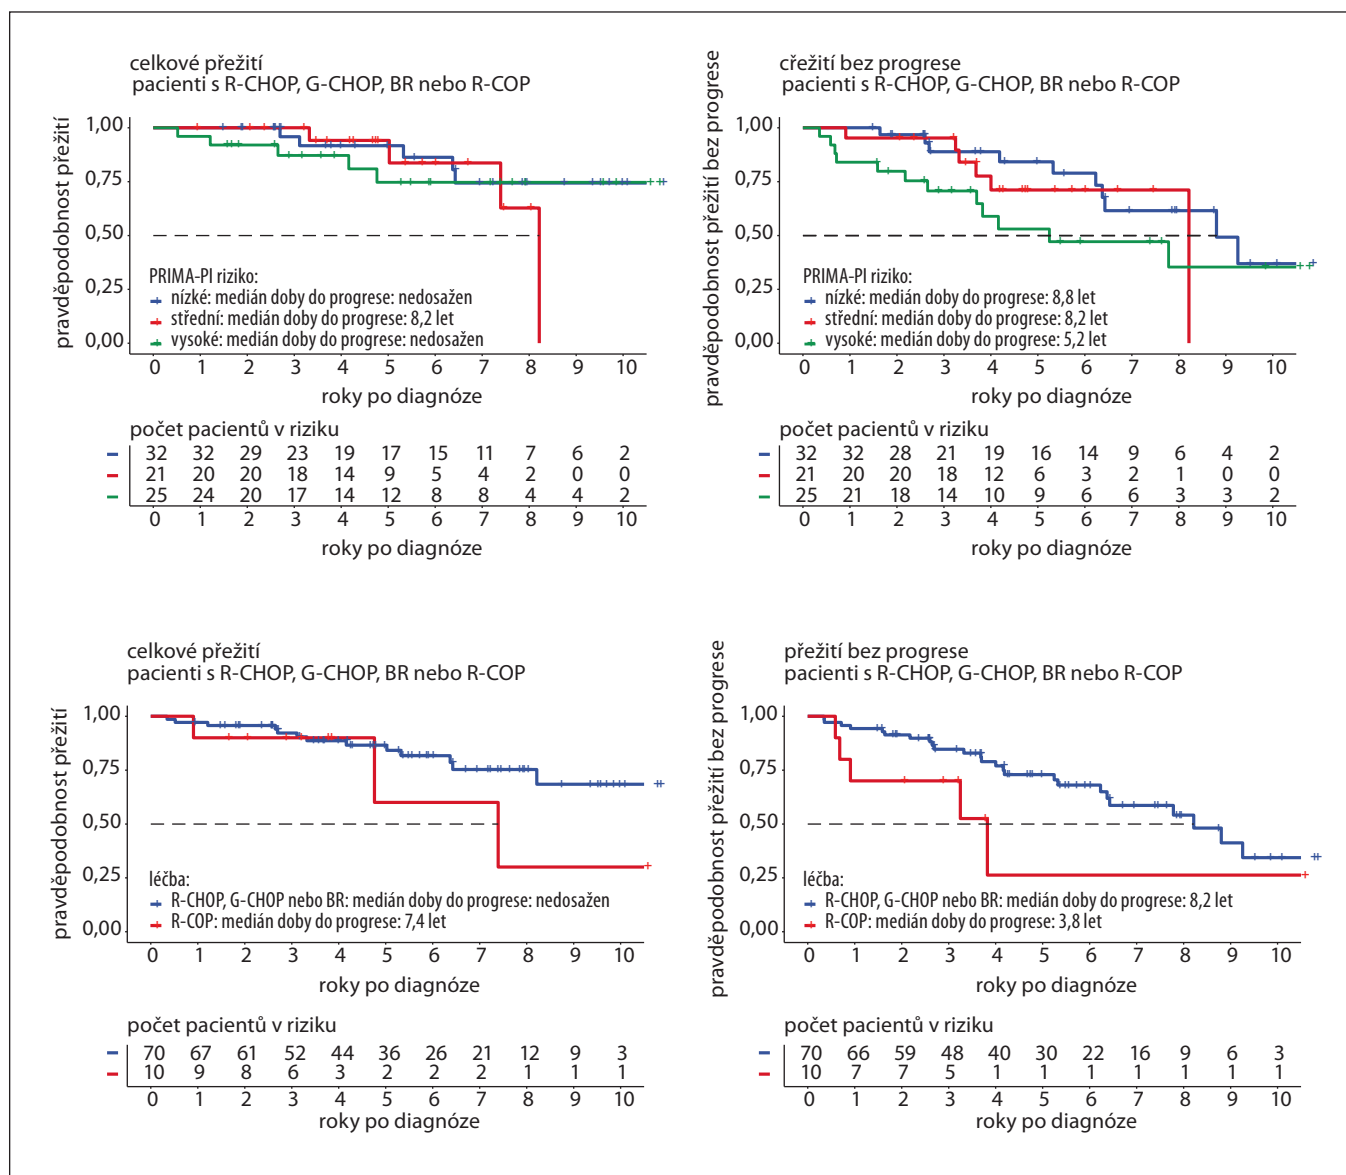 celkové přežití
pacienti s R-CHOP, G-CHOP, BR nebo R-COP
pravděpodobnost přežití
1,00
0,75
0,50
0,25
0,00
PRIMA-PI riziko:
nízké: medián doby do progrese: nedosažen
střední: medián doby do progrese: 8,2 let
vysoké: medián doby do progrese: nedosažen
0 1 2 3 4 5 6 7 8 9 10
roky po diagnóze
počet pacientů v riziku
32 32 29 23 19 17 15 11 7 6 2
21 20 20 18 14 9 5 4 2 0 0
25 24 20 17 14 12 8 8 4 4 2
0 1 2 3 4 5 6 7 8 9 10
roky po diagnóze
cřežití bez progrese
pacienti s R-CHOP, G-CHOP, BR nebo R-COP
pravděpodobnost přežití bez progrese
1,00
0,75
0,50
0,25
0,00
PRIMA-PI riziko:
nízké: medián doby do progrese: 8,8 let
střední: medián doby do progrese: 8,2 let
vysoké: medián doby do progrese: 5,2 let
0 1 2 3 4 5 6 7 8 9 10
roky po diagnóze
počet pacientů v riziku
32 32 28 21 19 16 14 9 6 4 2
21 20 20 18 12 6 3 2 1 0 0
25 21 18 14 10 9 6 6 3 3 2
0 1 2 3 4 5 6 7 8 9 10
roky po diagnóze
celkové přežití
pacienti s R-CHOP, G-CHOP, BR nebo R-COP
pravděpodobnost přežití
1,00
0,75
0,50
0,25
0,00
léčba:
R-CHOP, G-CHOP nebo BR: medián doby do progrese: nedosažen
R-COP: medián doby do progrese: 7,4 let
0 1 2 3 4 5 6 7 8 9 10
roky po diagnóze
počet pacientů v riziku
70 67 61 52 44 36 26 21 12 9 3
10 9 8 6 3 2 2 2 1 1 1
0 1 2 3 4 5 6 7 8 9 10
roky po diagnóze
přežití bez progrese
pacienti s R-CHOP, G-CHOP, BR nebo R-COP
pravděpodobnost přežití bez progrese
1,00
0,75
0,50
0,25
0,00
léčba:
R-CHOP, G-CHOP nebo BR: medián doby do progrese: 8,2 let
R-COP: medián doby do progrese: 3,8 let
0 1 2 3 4 5 6 7 8 9 10
roky po diagnóze
počet pacientů v riziku
70 66 59 48 40 30 22 16 9 6 3
10 7 7 5 1 1 1 1 1 1 1
0 1 2 3 4 5 6 7 8 9 10
roky po diagnóze